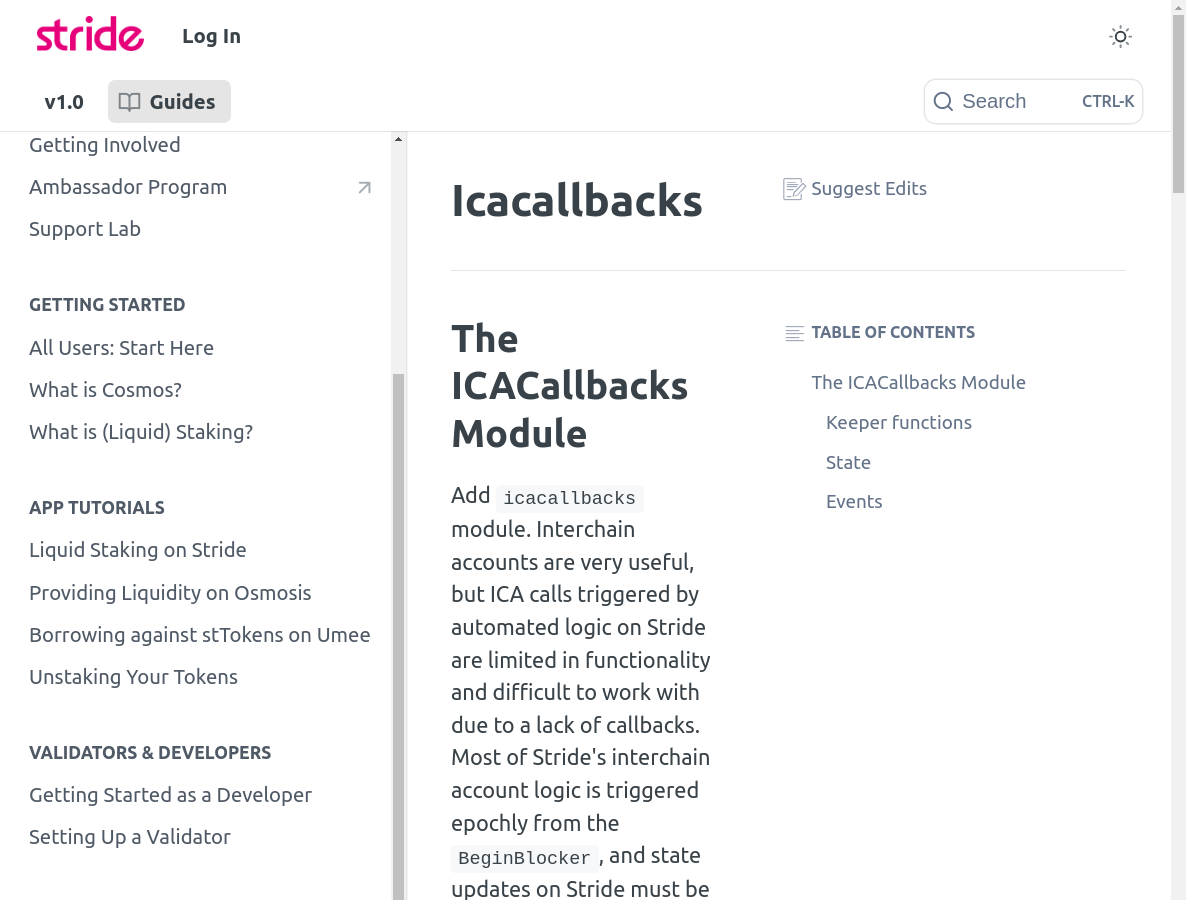 stride
Log In
v1.0
Guides
Search
CTRL-K
Getting Involved
Ambassador Program
Support Lab
GETTING STARTED
All Users: Start Here
What is Cosmos?
What is (Liquid) Staking?
APP TUTORIALS
Liquid Staking on Stride
Providing Liquidity on Osmosis
Borrowing against stTokens on Umee
Unstaking Your Tokens
VALIDATORS & DEVELOPERS
Getting Started as a Developer
Setting Up a Validator
Icacallbacks
Suggest Edits
The
ICACallbacks
Module
Add icacallbacks
module. Interchain
accounts are very useful,
but ICA calls triggered by
automated logic on Stride
are limited in functionality
and difficult to work with
due to a lack of callbacks.
Most of Stride's interchain
account logic is triggered
epochly from the
BeginBlocker, and state
updates on Stride must be
TABLE OF CONTENTS
The ICACallbacks Module
Keeper functions
State
Events